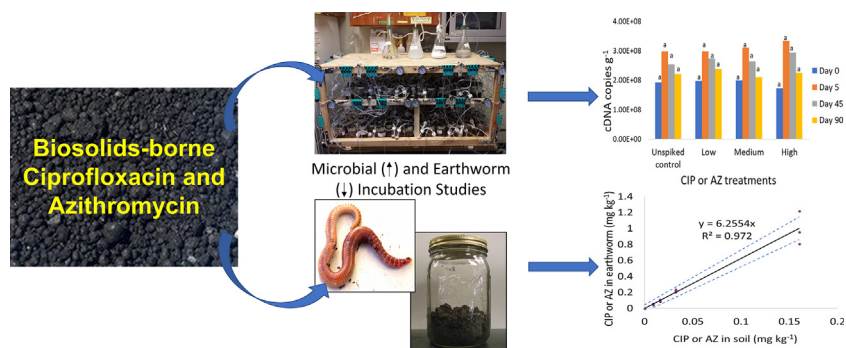 Biosolids-borne
Ciprofloxacin and
Azithromycin
Microbial (↑) and Earthworm
(↓) Incubation Studies
cDNA copies g⁻¹
4.00E+08
3.00E+08
2.00E+08
1.00E+08
0.00E+00
a a a a a a a a a a a a a a a a
Unspiked control Low Medium High
CIP or AZ treatments
Day 0
Day 5
Day 45
Day 90
CIP or AZ in earthworm (mg kg⁻¹)
1.4
1.2
1
0.8
0.6
0.4
0.2
0
y = 6.2554x
R² = 0.972
0 0.05 0.1 0.15 0.2
CIP or AZ in soil (mg kg⁻¹)